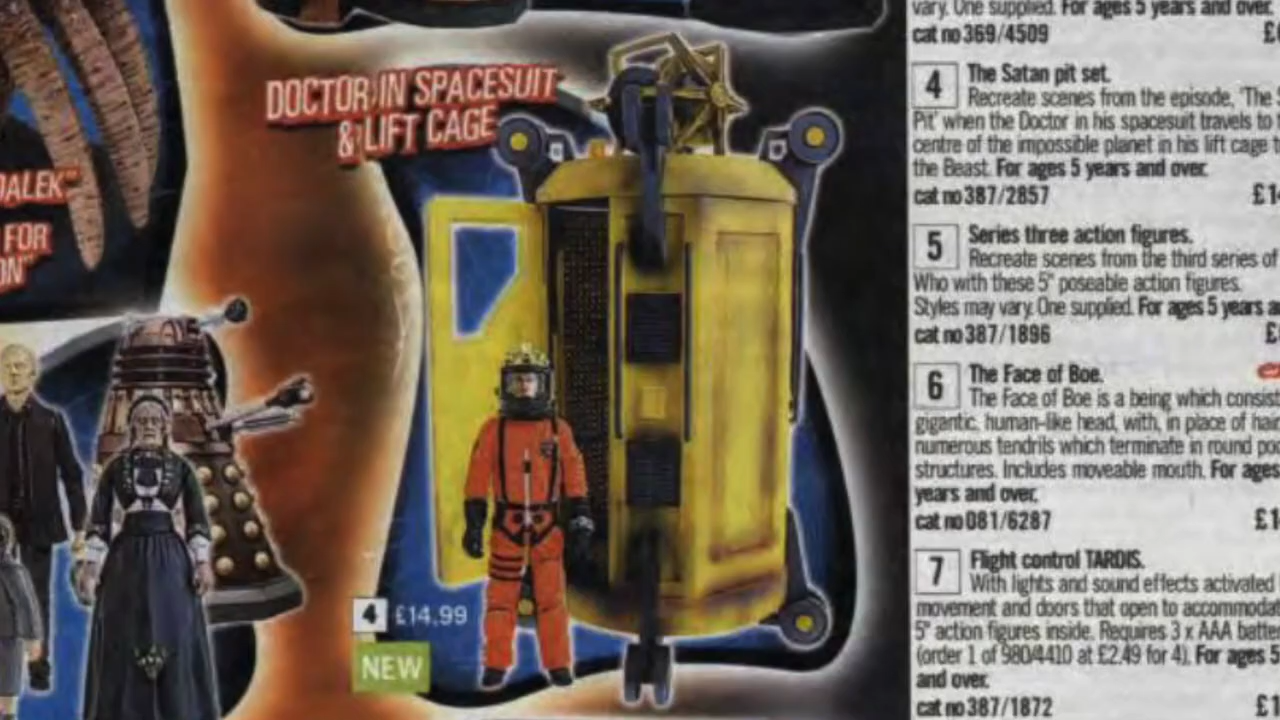 DALEK"
FOR
ON"
DOCTOR IN SPACESUIT
& LIFT CAGE
4 £14.99
NEW
vary. One supplied. For ages 5 years and over.
cat no 369/4509
4 The Satan pit set.
Recreate scenes from the episode, 'The
Pit' when the Doctor in his spacesuit travels to
centre of the impossible planet in his lift cage
the Beast. For ages 5 years and over.
cat no 387/2857 £1
5 Series three action figures.
Recreate scenes from the third series of
Who with these 5" poseable action figures.
Styles may vary. One supplied. For ages 5 years
cat no 387/1896 £
6 The Face of Boe.
The Face of Boe is a being which
gigantic, human-like head, with, in place of hair,
numerous tendrils which terminate in round
structures. Includes moveable mouth. For ages
years and over.
cat no 081/6287 £1
7 Flight control TARDIS.
With lights and sound effects activated
movement and doors that open to
5" action figures inside. Requires 3 x AAA
(order 1 of 980/4410 at £2.49 for 4). For ages 5
and over.
cat no 387/1872 £1